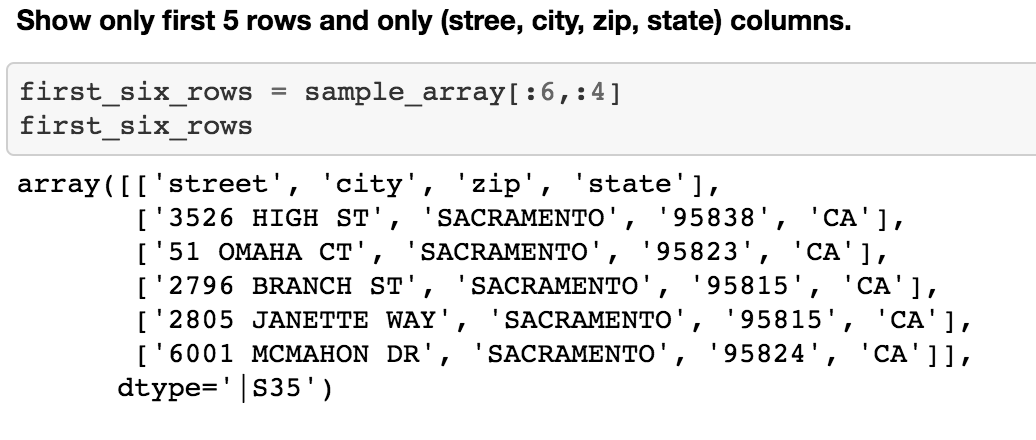 Show only first 5 rows and only (stree, city, zip, state) columns.
first_six_rows = sample_array[:6,:4]
first_six_rows
array([['street', 'city', 'zip', 'state'],
['3526 HIGH ST', 'SACRAMENTO', '95838', 'CA'],
['51 OMAHA CT', 'SACRAMENTO', '95823', 'CA'],
['2796 BRANCH ST', 'SACRAMENTO', '95815', 'CA'],
['2805 JANETTE WAY', 'SACRAMENTO', '95815', 'CA'],
['6001 MCMAHON DR', 'SACRAMENTO', '95824', 'CA']],
dtype='|S35')